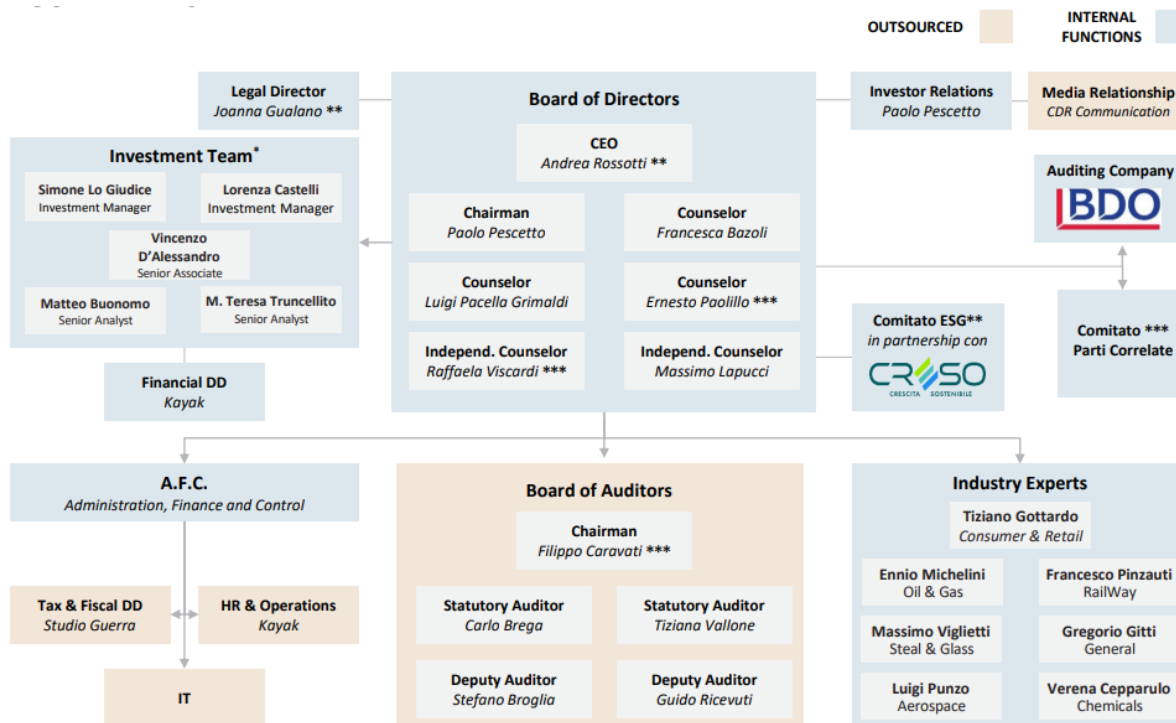 OUTSOURCED
INTERNAL
FUNCTIONS
Legal Director
Joanna Gualano **
Board of Directors
Investor Relations
Paolo Pescetto
Media Relationship
CDR Communication
CEO
Andrea Rossotti **
Investment Team*
Simone Lo Giudice
Investment Manager
Lorenza Castelli
Investment Manager
Vincenzo
D'Alessandro
Senior Associate
Matteo Buonomo
Senior Analyst
M. Teresa Truncellito
Senior Analyst
Chairman
Paolo Pescetto
Counselor
Francesca Bazoli
Counselor
Luigi Pacella Grimaldi
Counselor
Ernesto Paolillo ***
Independ. Counselor
Raffaela Viscardi ***
Independ. Counselor
Massimo Lapucci
Auditing Company
BDO
Comitato ESG**
in partnership con
CRESO
CRESCITA SOSTENIBILE
Comitato ***
Parti Correlate
Financial DD
Kayak
A.F.C.
Administration, Finance and Control
Tax & Fiscal DD
Studio Guerra
HR & Operations
Kayak
IT
Board of Auditors
Chairman
Filippo Caravati ***
Statutory Auditor
Carlo Brega
Statutory Auditor
Tiziana Vallone
Deputy Auditor
Stefano Broglia
Deputy Auditor
Guido Ricevuti
Industry Experts
Tiziano Gottardo
Consumer & Retail
Ennio Michelini
Oil & Gas
Francesco Pinzauti
RailWay
Massimo Viglietti
Steal & Glass
Gregorio Gitti
General
Luigi Punzo
Aerospace
Verena Cepparulo
Chemicals